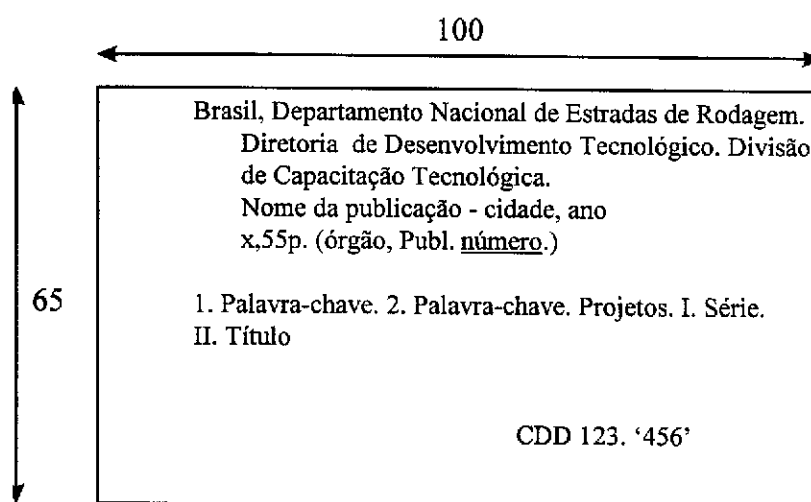 100
Brasil, Departamento Nacional de Estradas de Rodagem.
Diretoria de Desenvolvimento Tecnológico. Divisão
de Capacitação Tecnológica.
Nome da publicação - cidade, ano
x,55p. (órgão, Publ. número.)
65
1. Palavra-chave. 2. Palavra-chave. Projetos. I. Série.
II. Título
CDD 123. ‘456’